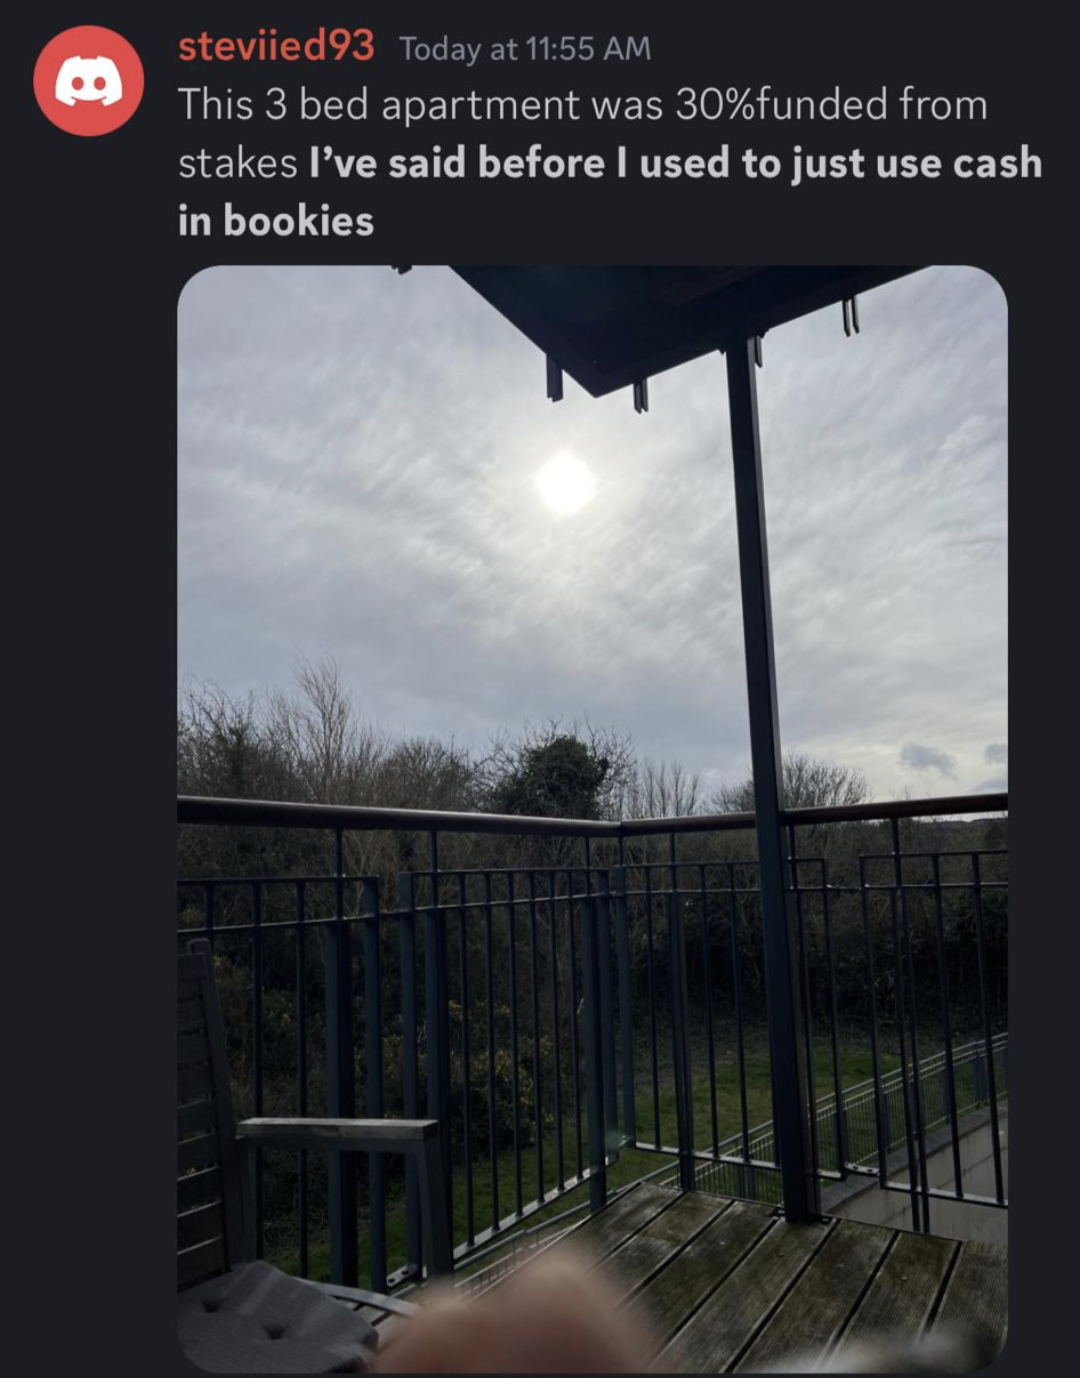 steviied93 Today at 11:55 AM
This 3 bed apartment was 30%funded from
stakes I've said before I used to just use cash
in bookies